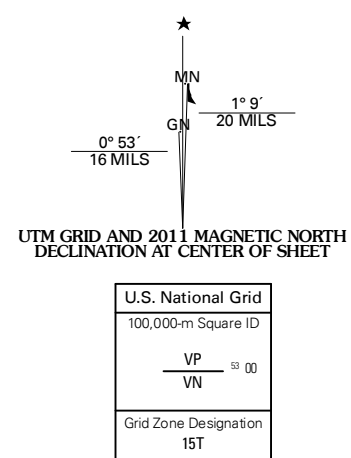 ★
MN
1° 9´
20 MILS
GN
0° 53´
16 MILS
UTM GRID AND 2011 MAGNETIC NORTH
DECLINATION AT CENTER OF SHEET
U.S. National Grid
100,000-m Square ID
VP
53 00
VN
Grid Zone Designation
15T